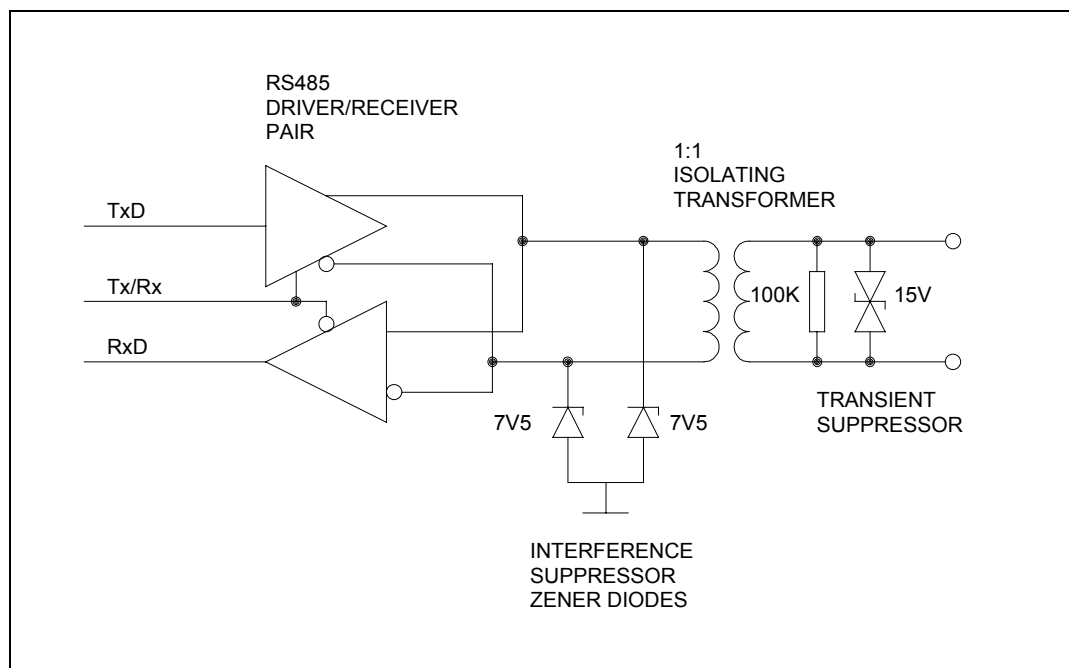 RS485
DRIVER/RECEIVER
PAIR
1:1
ISOLATING
TRANSFORMER
TxD
Tx/Rx
RxD
100K
15V
7V5
7V5
TRANSIENT
SUPPRESSOR
INTERFERENCE
SUPPRESSOR
ZENER DIODES